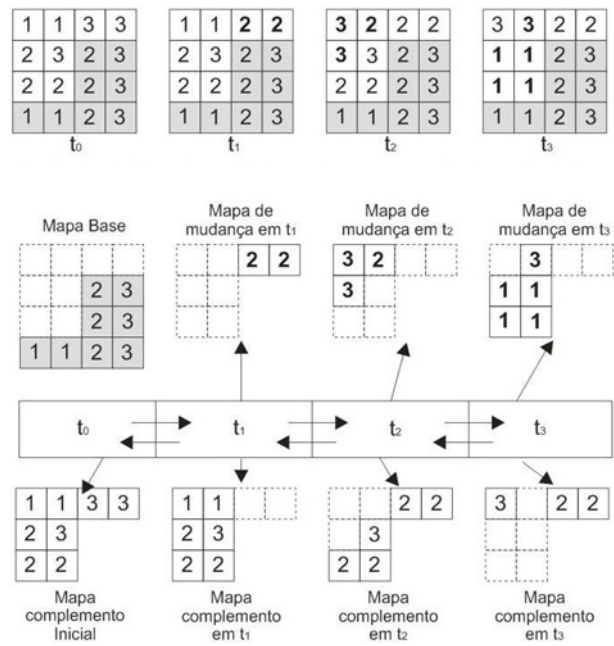 1 1 3 3 1 1 2 2 3 2 2 2 3 3 2 2
2 3 2 3 2 3 2 3 3 3 2 3 1 1 2 3
2 2 2 3 2 2 2 3 2 2 2 3 1 1 2 3
1 1 2 3 1 1 2 3 1 1 2 3 1 1 2 3
t0 t1 t2 t3
Mapa Base
Mapa de
mudança em t1
Mapa de
mudança em t2
Mapa de
mudança em t3
2 2 3 2 3
2 3 3 1 1
2 3 1 1
1 1 2 3
t0 t1 t2 t3
1 1 3 3 1 1 2 2 3 2 2
2 3 2 3 3
2 2 2 2 2 2
Mapa
complemento
Inicial
Mapa
complemento
em t1
Mapa
complemento
em t2
Mapa
complemento
em t3